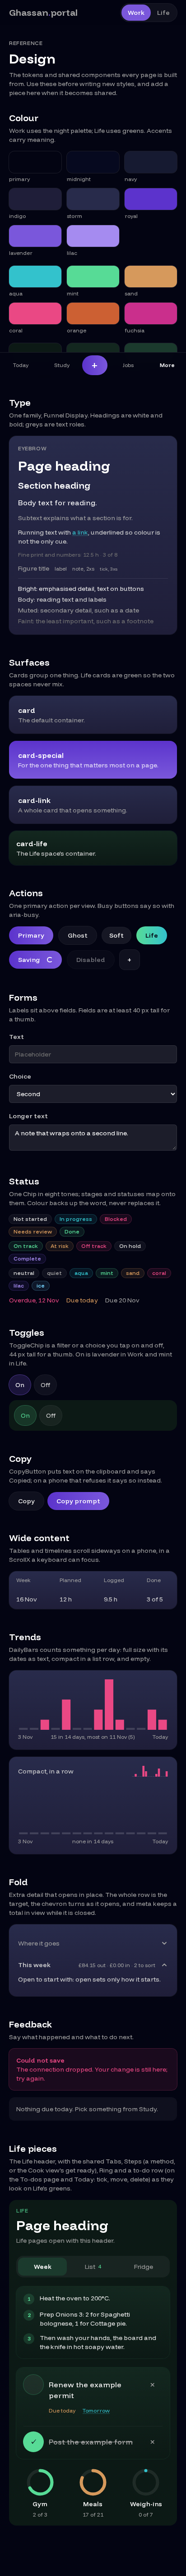 Ghassan.portal
Work
Life
REFERENCE
Design
The tokens and shared components every page is built
from. Use these before writing new styles, and add a
piece here when it becomes shared.
Colour
Work uses the night palette; Life uses greens. Accents
carry meaning.
primary
midnight
navy
indigo
storm
royal
lavender
lilac
aqua
mint
sand
coral
orange
fuchsia
Today
Study
+
Jobs
More
Type
One family, Funnel Display. Headings are white and
bold; greys are text roles.
EYEBROW
Page heading
Section heading
Body text for reading.
Subtext explains what a section is for.
Running text with a link, underlined so colour is
not the only cue.
Fine print and numbers: 12.5 h · 3 of 8
Figure title label note, 2xs tick, 3xs
Bright: emphasised detail, text on buttons
Body: reading text and labels
Muted: secondary detail, such as a date
Faint: the least important, such as a footnote
Surfaces
Cards group one thing. Life cards are green so the two
spaces never mix.
card
The default container.
card-special
For the one thing that matters most on a page.
card-link
A whole card that opens something.
card-life
The Life space's container.
Actions
One primary action per view. Busy buttons say so with
aria-busy.
Primary
Ghost
Soft
Life
Saving
Disabled
+
Forms
Labels sit above fields. Fields are at least 40 px tall for
a thumb.
Text
Placeholder
Choice
Second
Longer text
A note that wraps onto a second line.
Status
One Chip in eight tones; stages and statuses map onto
them. Colour backs up the word, never replaces it.
Not started
In progress
Blocked
Needs review
Done
On track
At risk
Off track
On hold
Complete
neutral
quiet
aqua
mint
sand
coral
lilac
ice
Overdue, 12 Nov
Due today
Due 20 Nov
Toggles
ToggleChip is a filter or a choice you tap on and off,
44 px tall for a thumb. On is lavender in Work and mint
in Life.
On
Off
On
Off
Copy
CopyButton puts text on the clipboard and says
Copied; on a phone that refuses it says so instead.
Copy
Copy prompt
Wide content
Tables and timelines scroll sideways on a phone, in a
ScrollX a keyboard can focus.
Week
Planned
Logged
Done
16 Nov
12 h
9.5 h
3 of 5
Trends
DailyBars counts something per day: full size with its
dates as text, compact in a list row, and empty.
3 Nov
15 in 14 days, most on 11 Nov (5)
Today
Compact, in a row
3 Nov
none in 14 days
Today
Fold
Extra detail that opens in place. The whole row is the
target, the chevron turns as it opens, and meta keeps a
total in view while it is closed.
Where it goes
This week
£84.15 out · £0.00 in · 2 to sort
Open to start with: open sets only how it starts.
Feedback
Say what happened and what to do next.
Could not save
The connection dropped. Your change is still here;
try again.
Nothing due today. Pick something from Study.
Life pieces
The Life header, with the shared Tabs, Steps (a method,
or the Cook view's get ready), Ring and a to-do row (on
the To-dos page and Today: tick, move, delete) as they
look on Life's greens.
LIFE
Page heading
Life pages open with this header.
Week
List 4
Fridge
1 Heat the oven to 200°C.
2 Prep Onions 3: 2 for Spaghetti
bolognese, 1 for Cottage pie.
3 Then wash your hands, the board and
the knife in hot soapy water.
Renew the example
permit
×
Due today
Tomorrow
✓
Post the example form
×
Gym
2 of 3
Meals
17 of 21
Weigh-ins
0 of 7